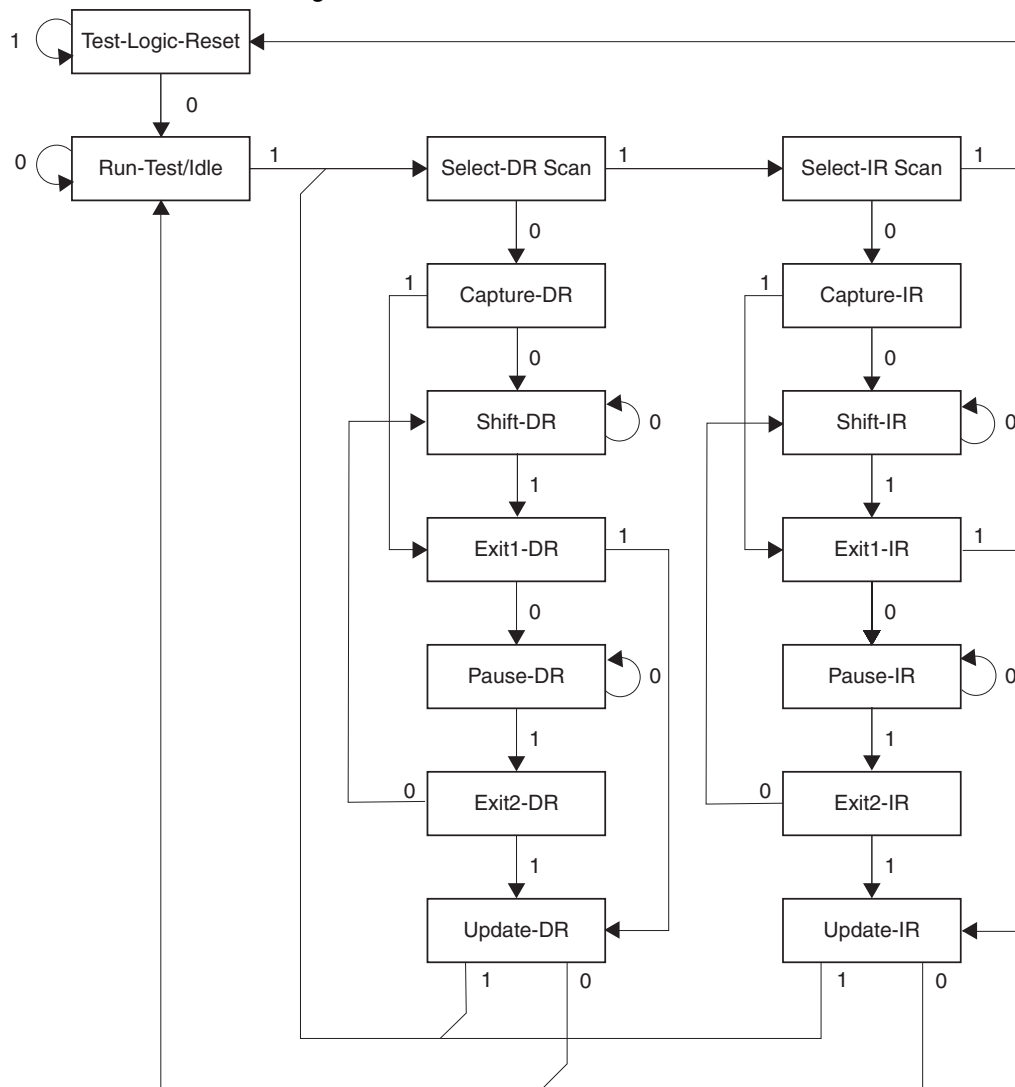 1
Test-Logic-Reset
0
0
Run-Test/Idle
1
Select-DR Scan
1
Select-IR Scan
1
0
0
1
Capture-DR
1
Capture-IR
0
0
Shift-DR
0
Shift-IR
0
1
1
Exit1-DR
1
Exit1-IR
1
0
0
Pause-DR
0
Pause-IR
0
1
1
0
Exit2-DR
0
Exit2-IR
1
1
Update-DR
Update-IR
1
0
1
0